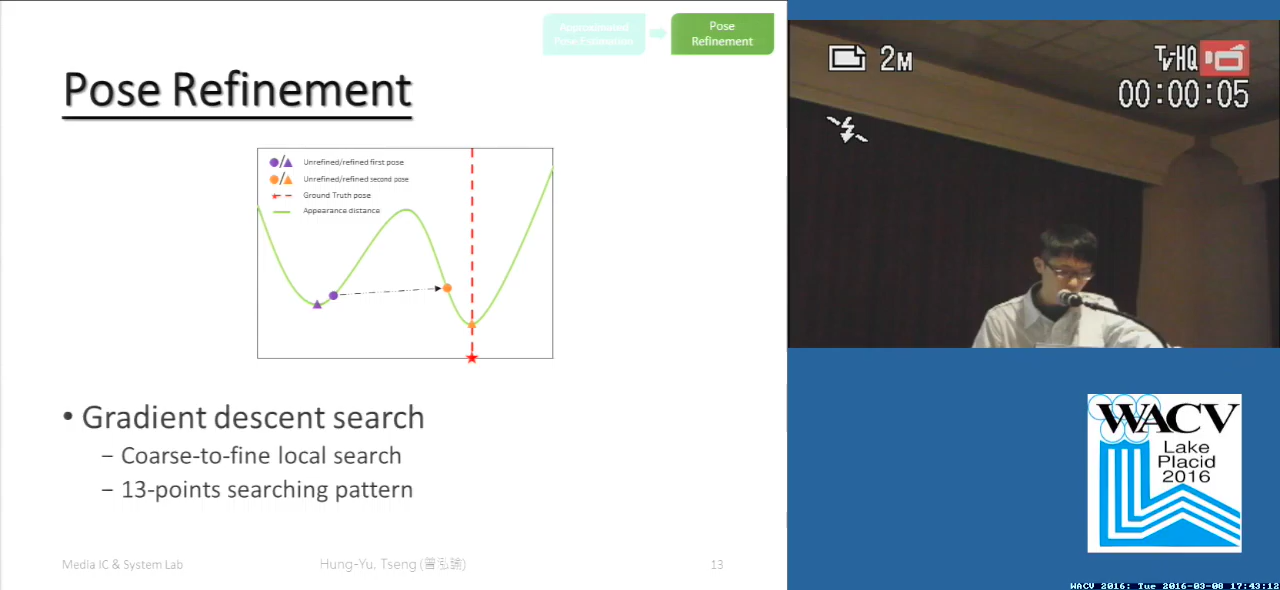 Approximated
Pose Estimation
Pose
Refinement
Pose Refinement
Unrefined/refined first pose
Unrefined/refined second pose
Ground Truth pose
Appearance distance
• Gradient descent search
− Coarse-to-fine local search
− 13-points searching pattern
Media IC & System Lab
Hung-Yu, Tseng (曾泓諭)
13
2M
Tv-HQ
00:00:05
WACV
Lake
Placid
2016
WACV 2016: Tue 2016-03-08 17:43:12